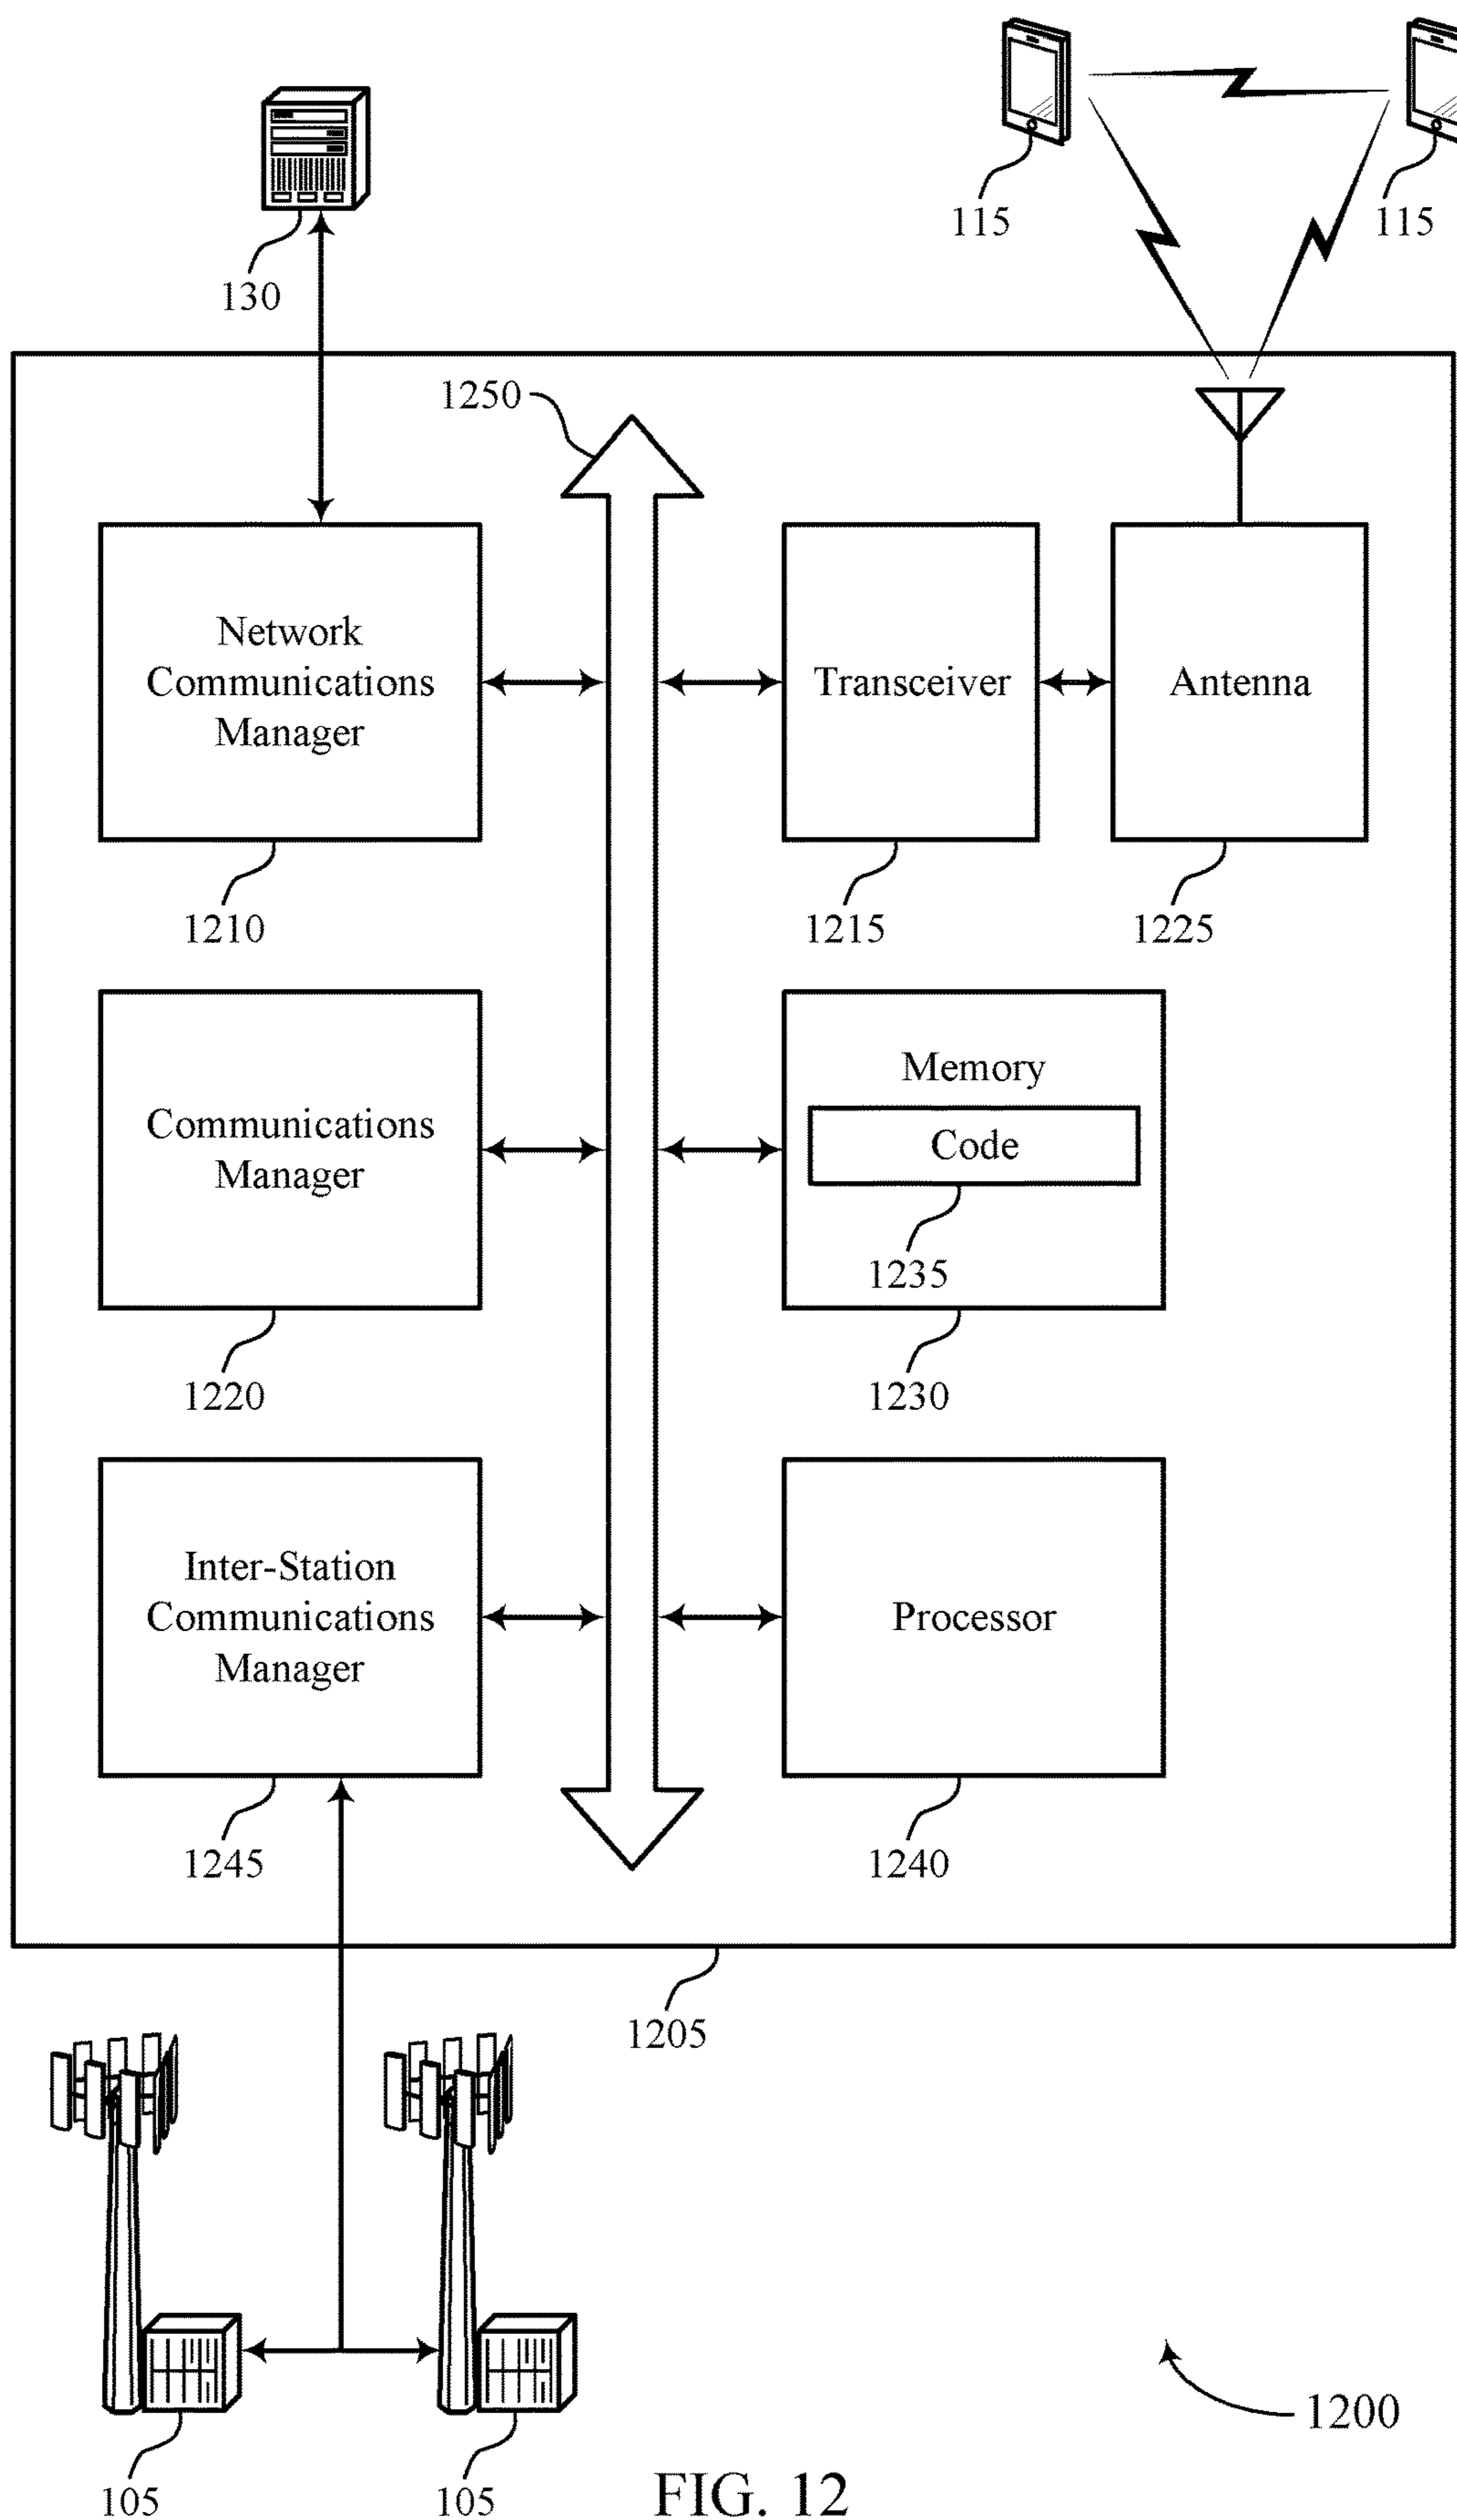 115
115
130
1250
Network
Communications
Manager
Transceiver
Antenna
1210
1215
1225
Communications
Manager
Memory
Code
1235
1220
1230
Inter-Station
Communications
Manager
Processor
1245
1240
1205
1200
105
105
FIG. 12